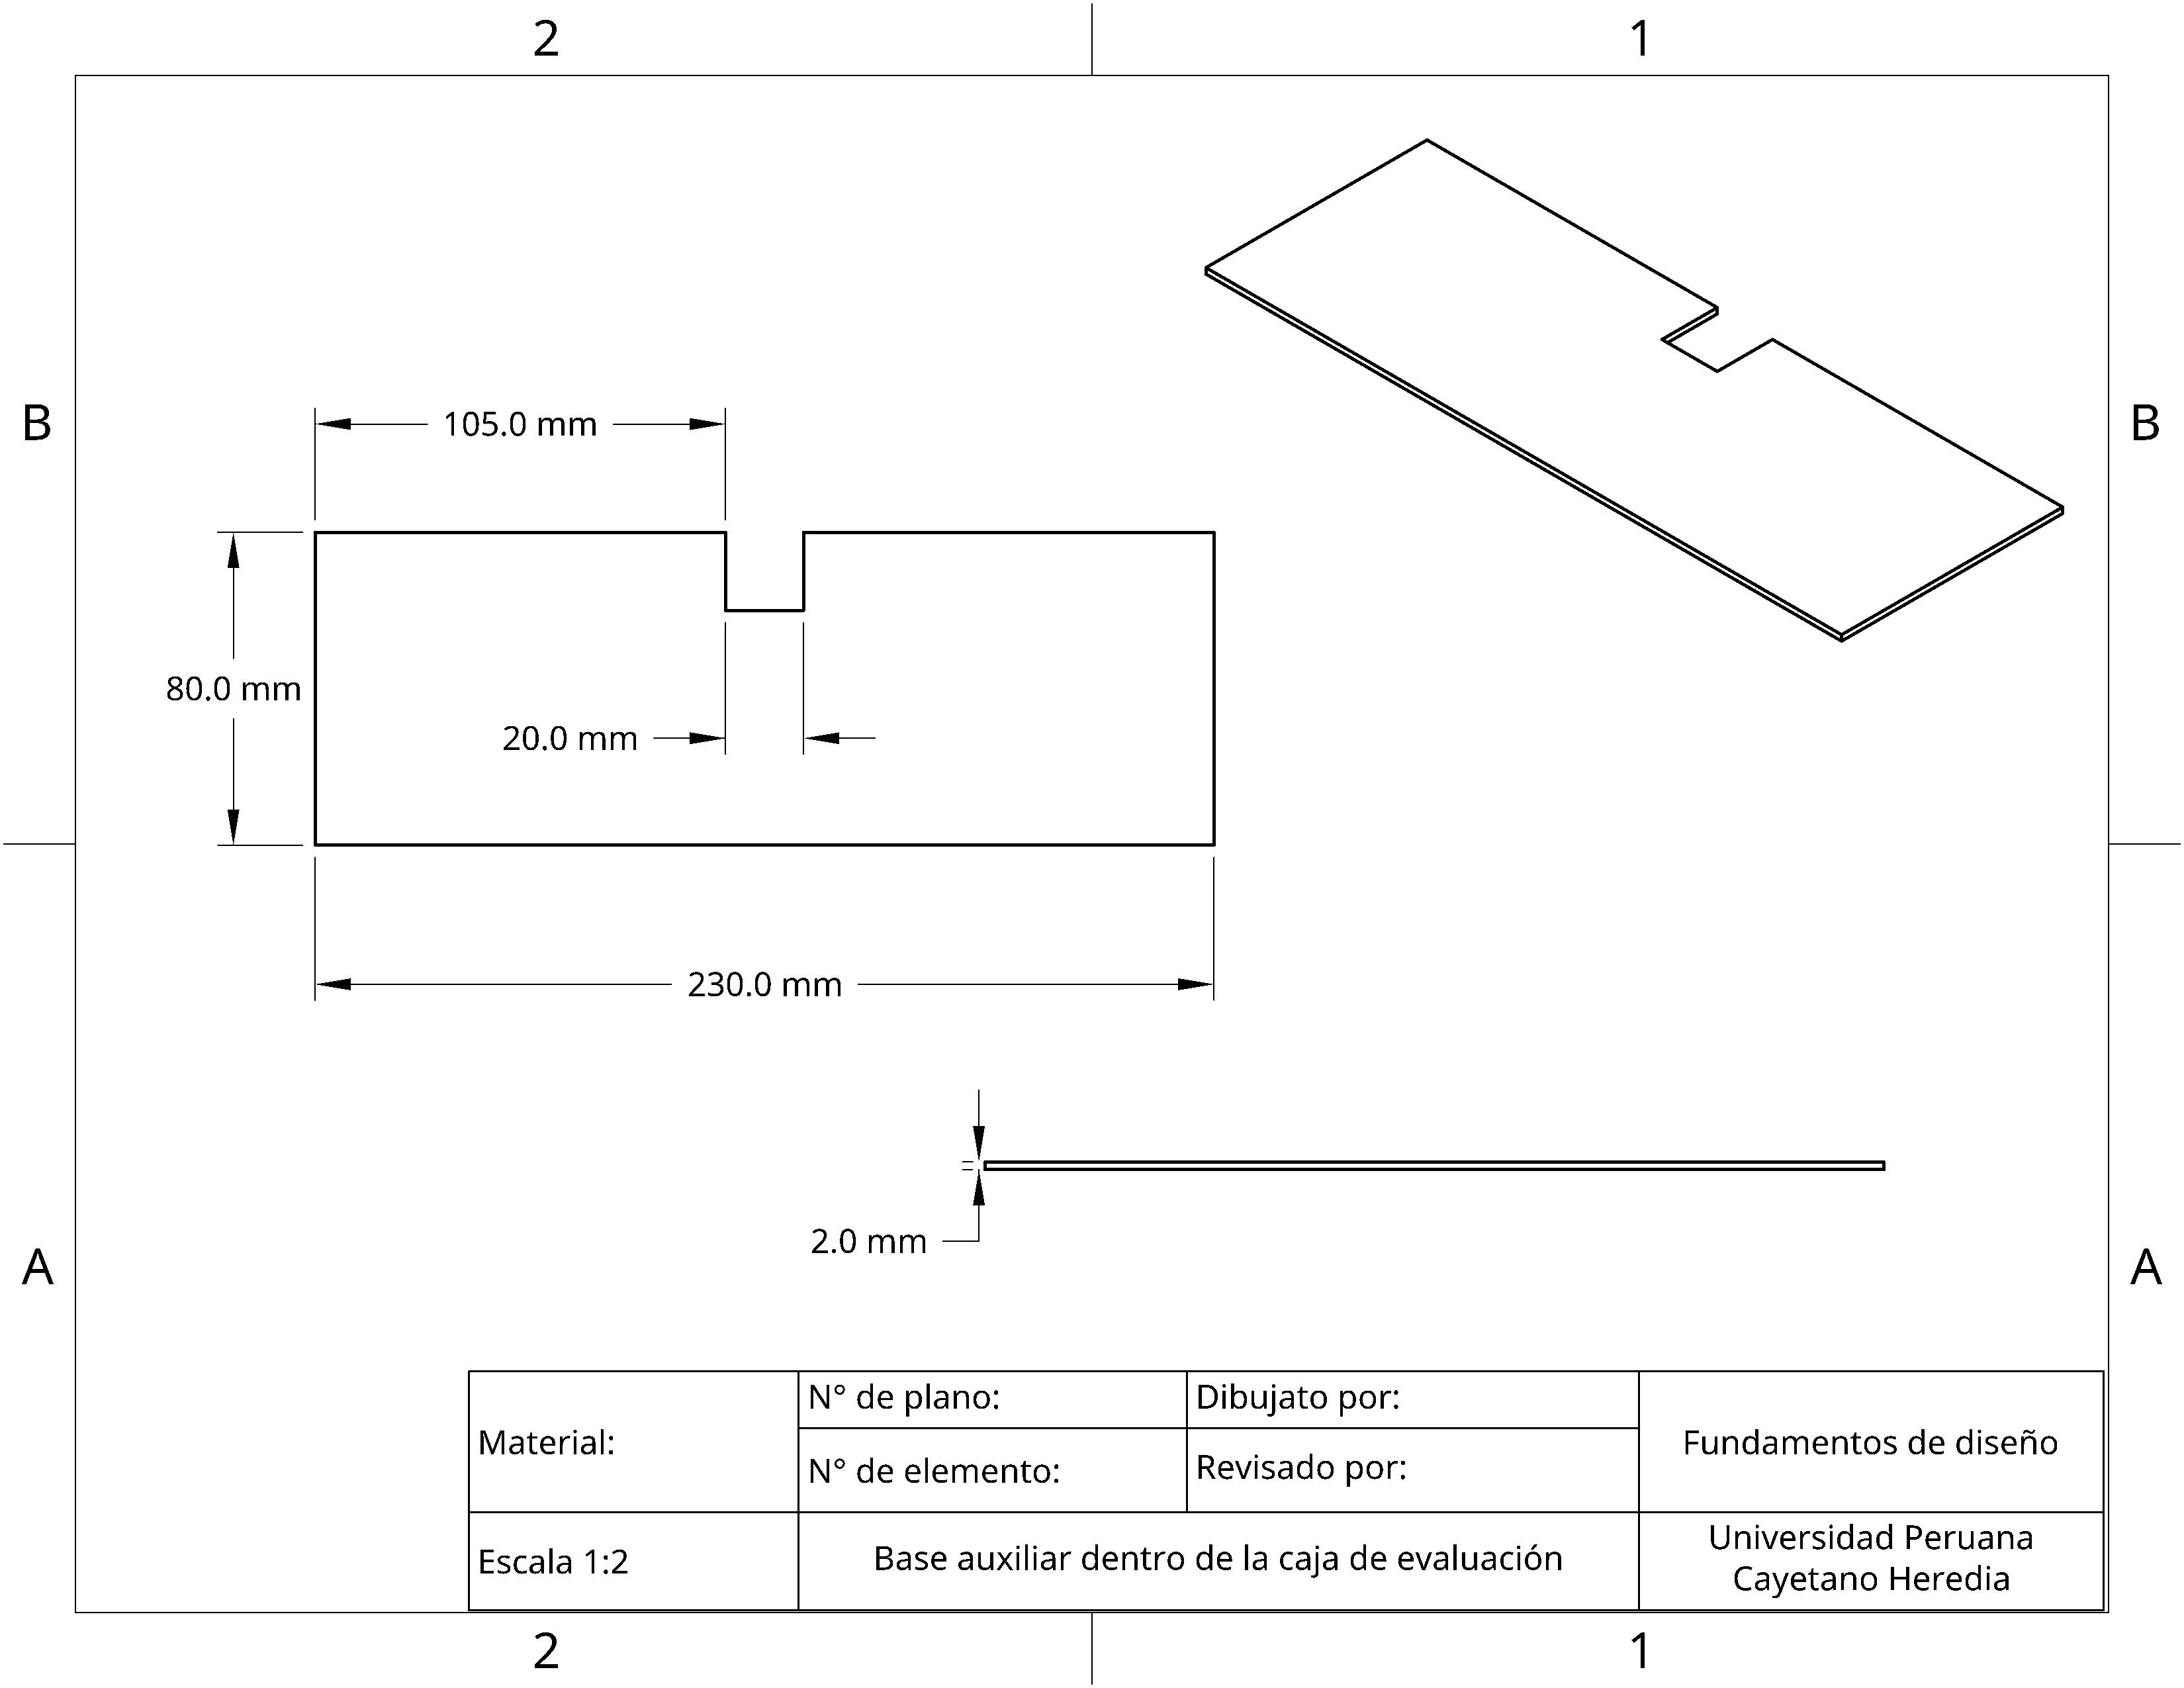 2
1
B
B
105.0 mm
80.0 mm
20.0 mm
230.0 mm
2.0 mm
A
A
Material:
N° de plano:
Dibujato por:
N° de elemento:
Revisado por:
Fundamentos de diseño
Escala 1:2
Base auxiliar dentro de la caja de evaluación
Universidad Peruana
Cayetano Heredia
2
1